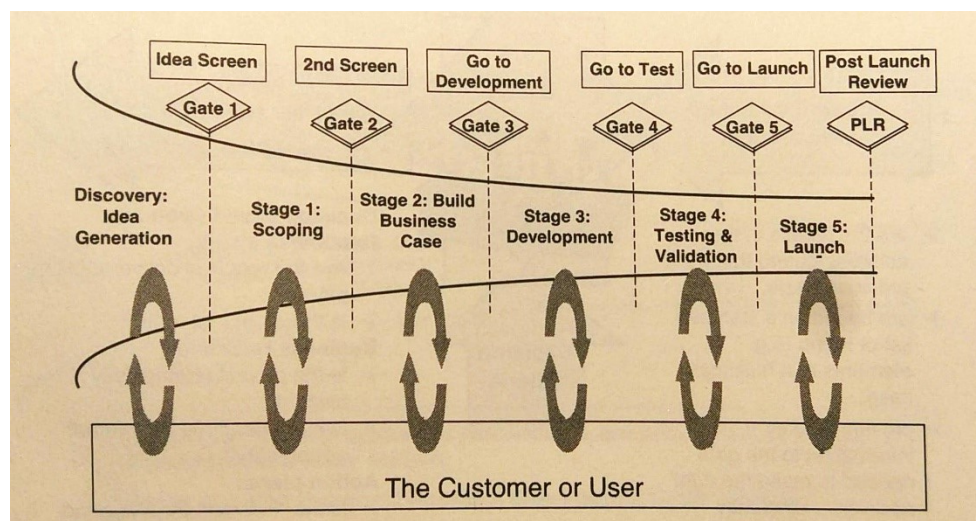 Idea Screen
2nd Screen
Go to
Development
Go to Test
Go to Launch
Post Launch
Review
Gate 1
Gate 2
Gate 3
Gate 4
Gate 5
PLR
Discovery:
Idea
Generation
Stage 1:
Scoping
Stage 2: Build
Business
Case
Stage 3:
Development
Stage 4:
Testing &
Validation
Stage 5:
Launch
The Customer or User